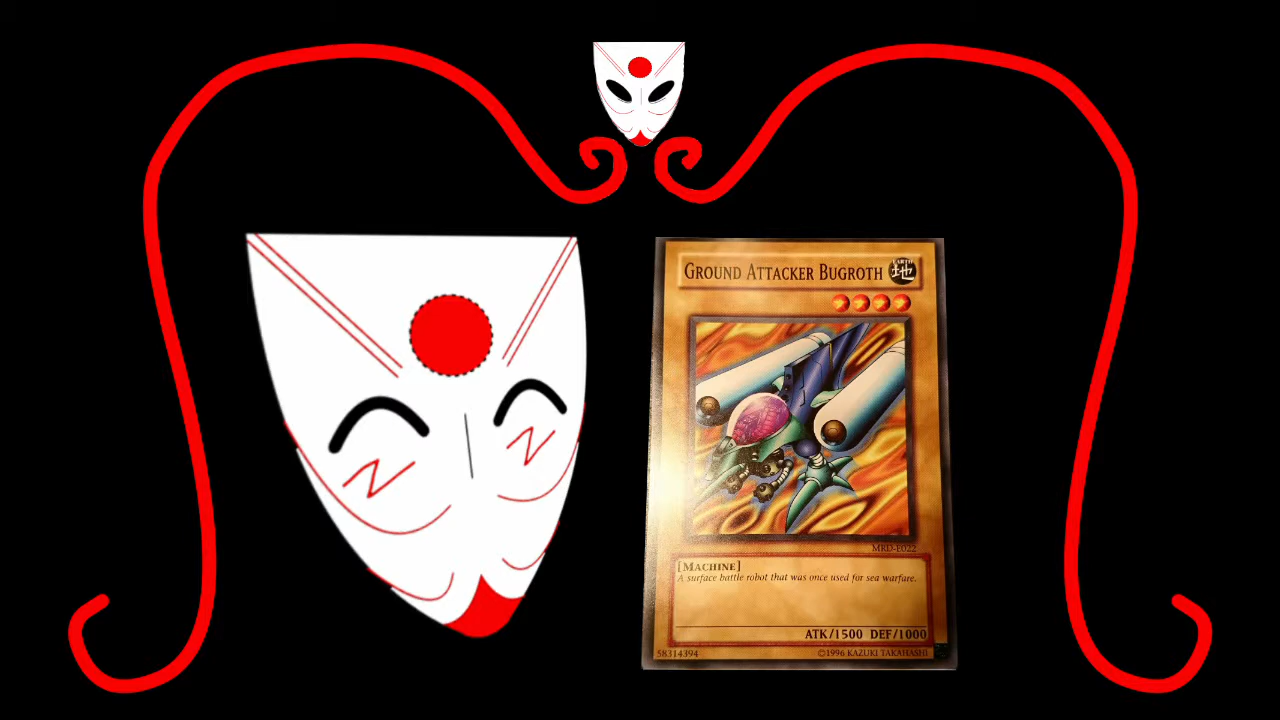 GROUND ATTACKER BUGROTH
EARTH
地
MRD-E022
[MACHINE]
A surface battle robot that was once used for sea warfare.
ATK/1500 DEF/1000
58314394
©1996 KAZUKI TAKAHASHI